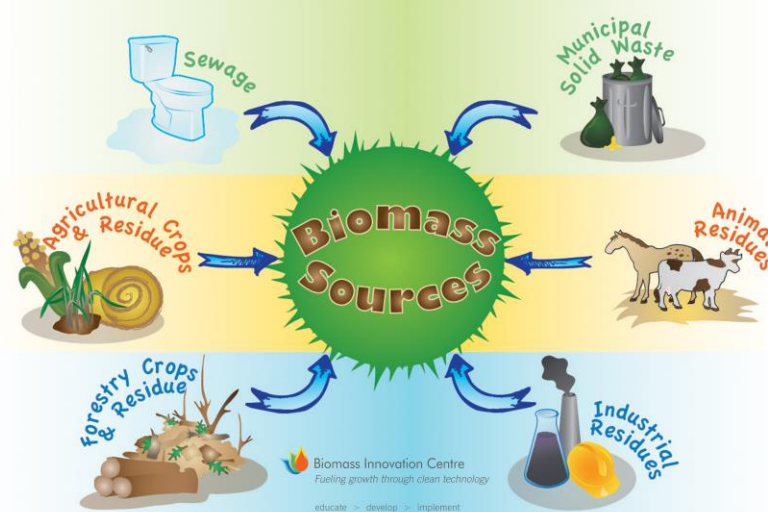 Sewage
Municipal
Solid Waste
Biomass
Sources
Agricultural Crops
& Residue
Animal
Residues
Forestry Crops
& Residue
Industrial
Residues
Biomass Innovation Centre
Fueling growth through clean technology
educate > develop > implement